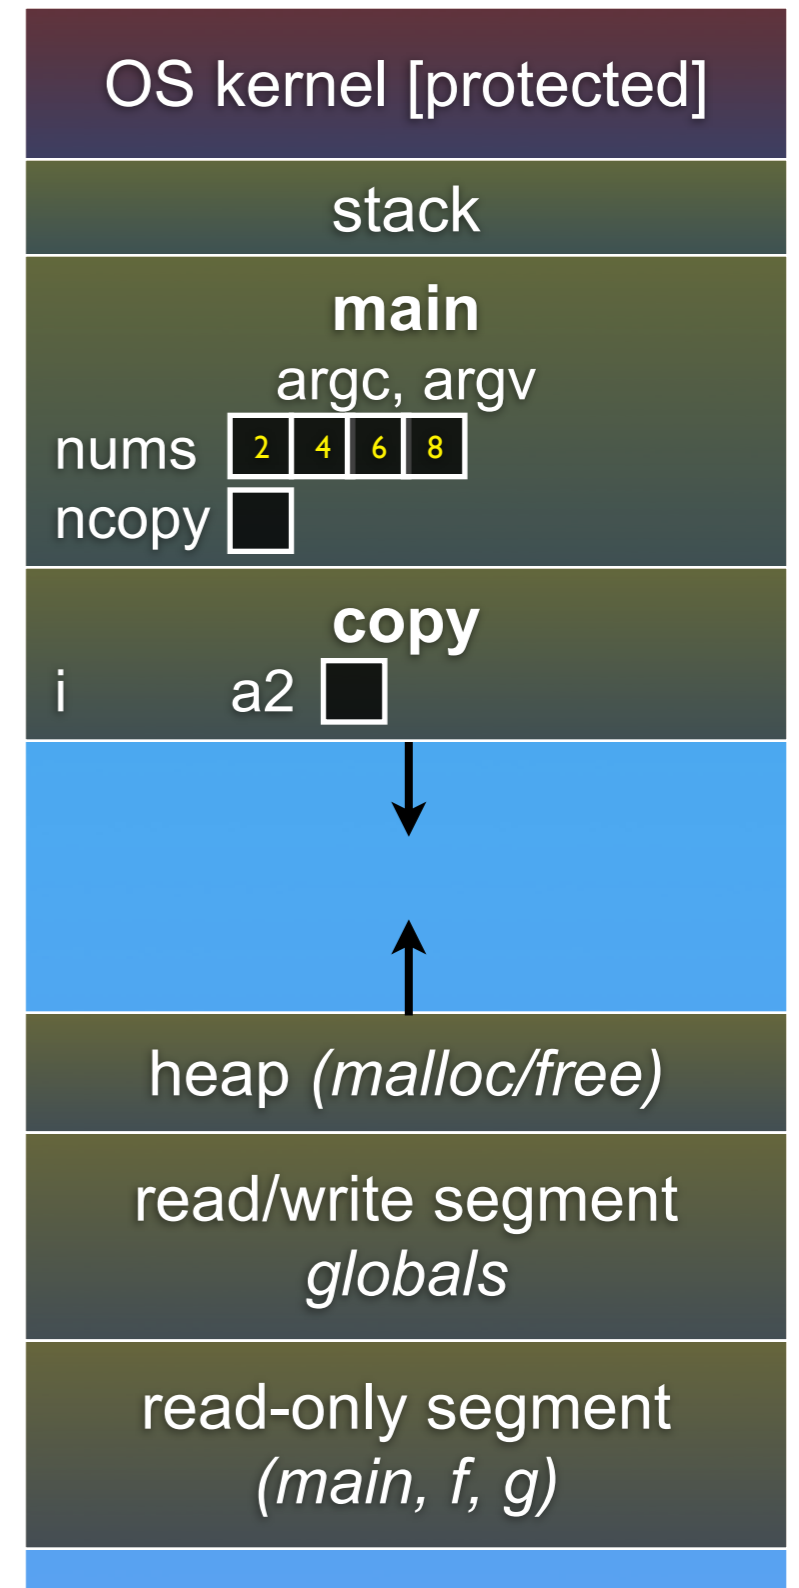 OS kernel [protected]
stack
main
argc, argv
nums 2 4 6 8
ncopy
copy
i a2
heap (malloc/free)
read/write segment
globals
read-only segment
(main, f, g)